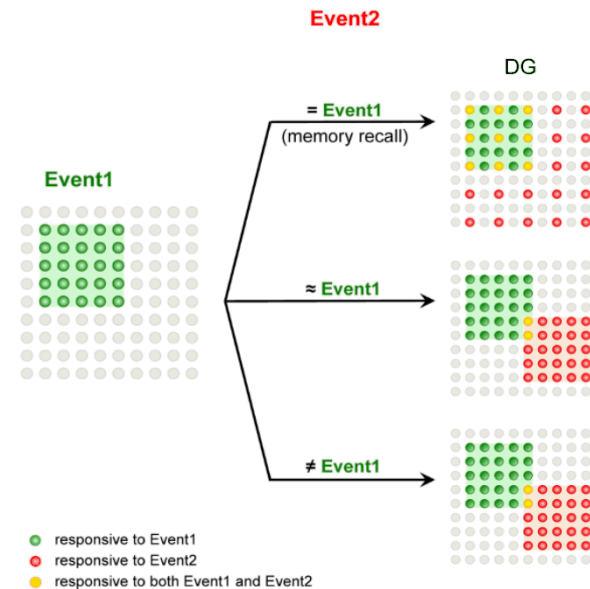 Event2
DG
= Event1
(memory recall)
Event1
≈ Event1
≠ Event1
responsive to Event1
responsive to Event2
responsive to both Event1 and Event2